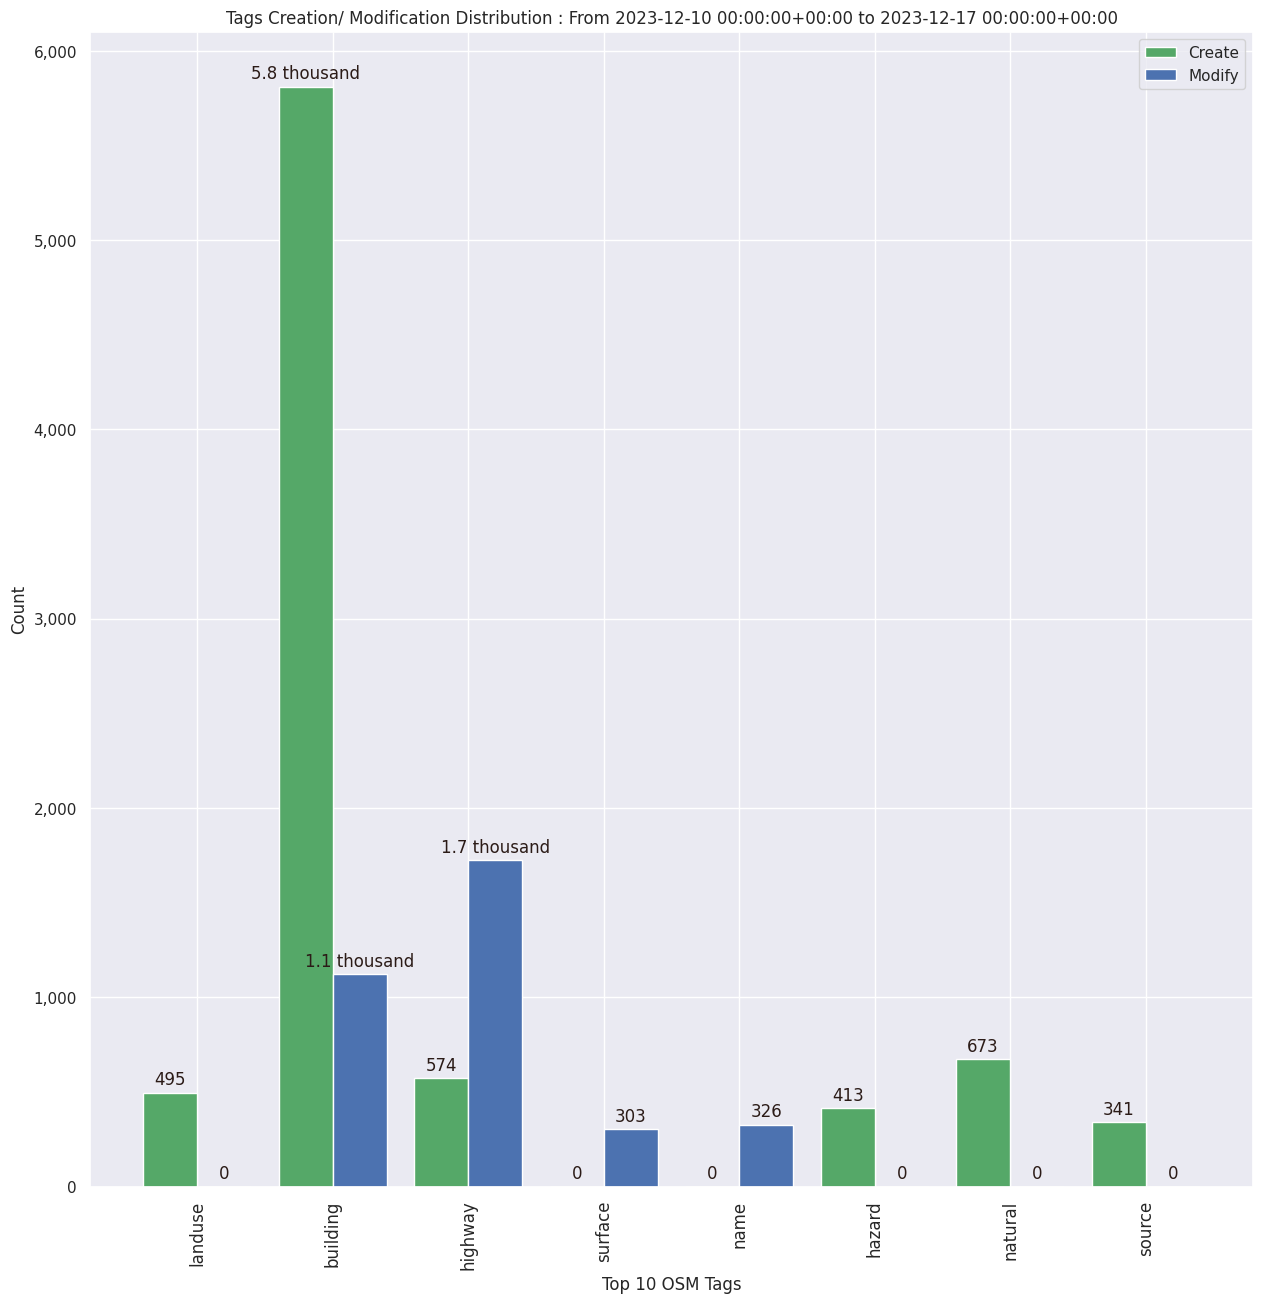 Tags Creation/ Modification Distribution : From 2023-12-10 00:00:00+00:00 to 2023-12-17 00:00:00+00:00
Create
Modify
6,000
5,000
4,000
3,000
2,000
1,000
0
Count
495
0
5.8 thousand
1.1 thousand
574
1.7 thousand
0
303
0
326
413
0
673
0
341
0
landuse
building
highway
surface
name
hazard
natural
source
Top 10 OSM Tags